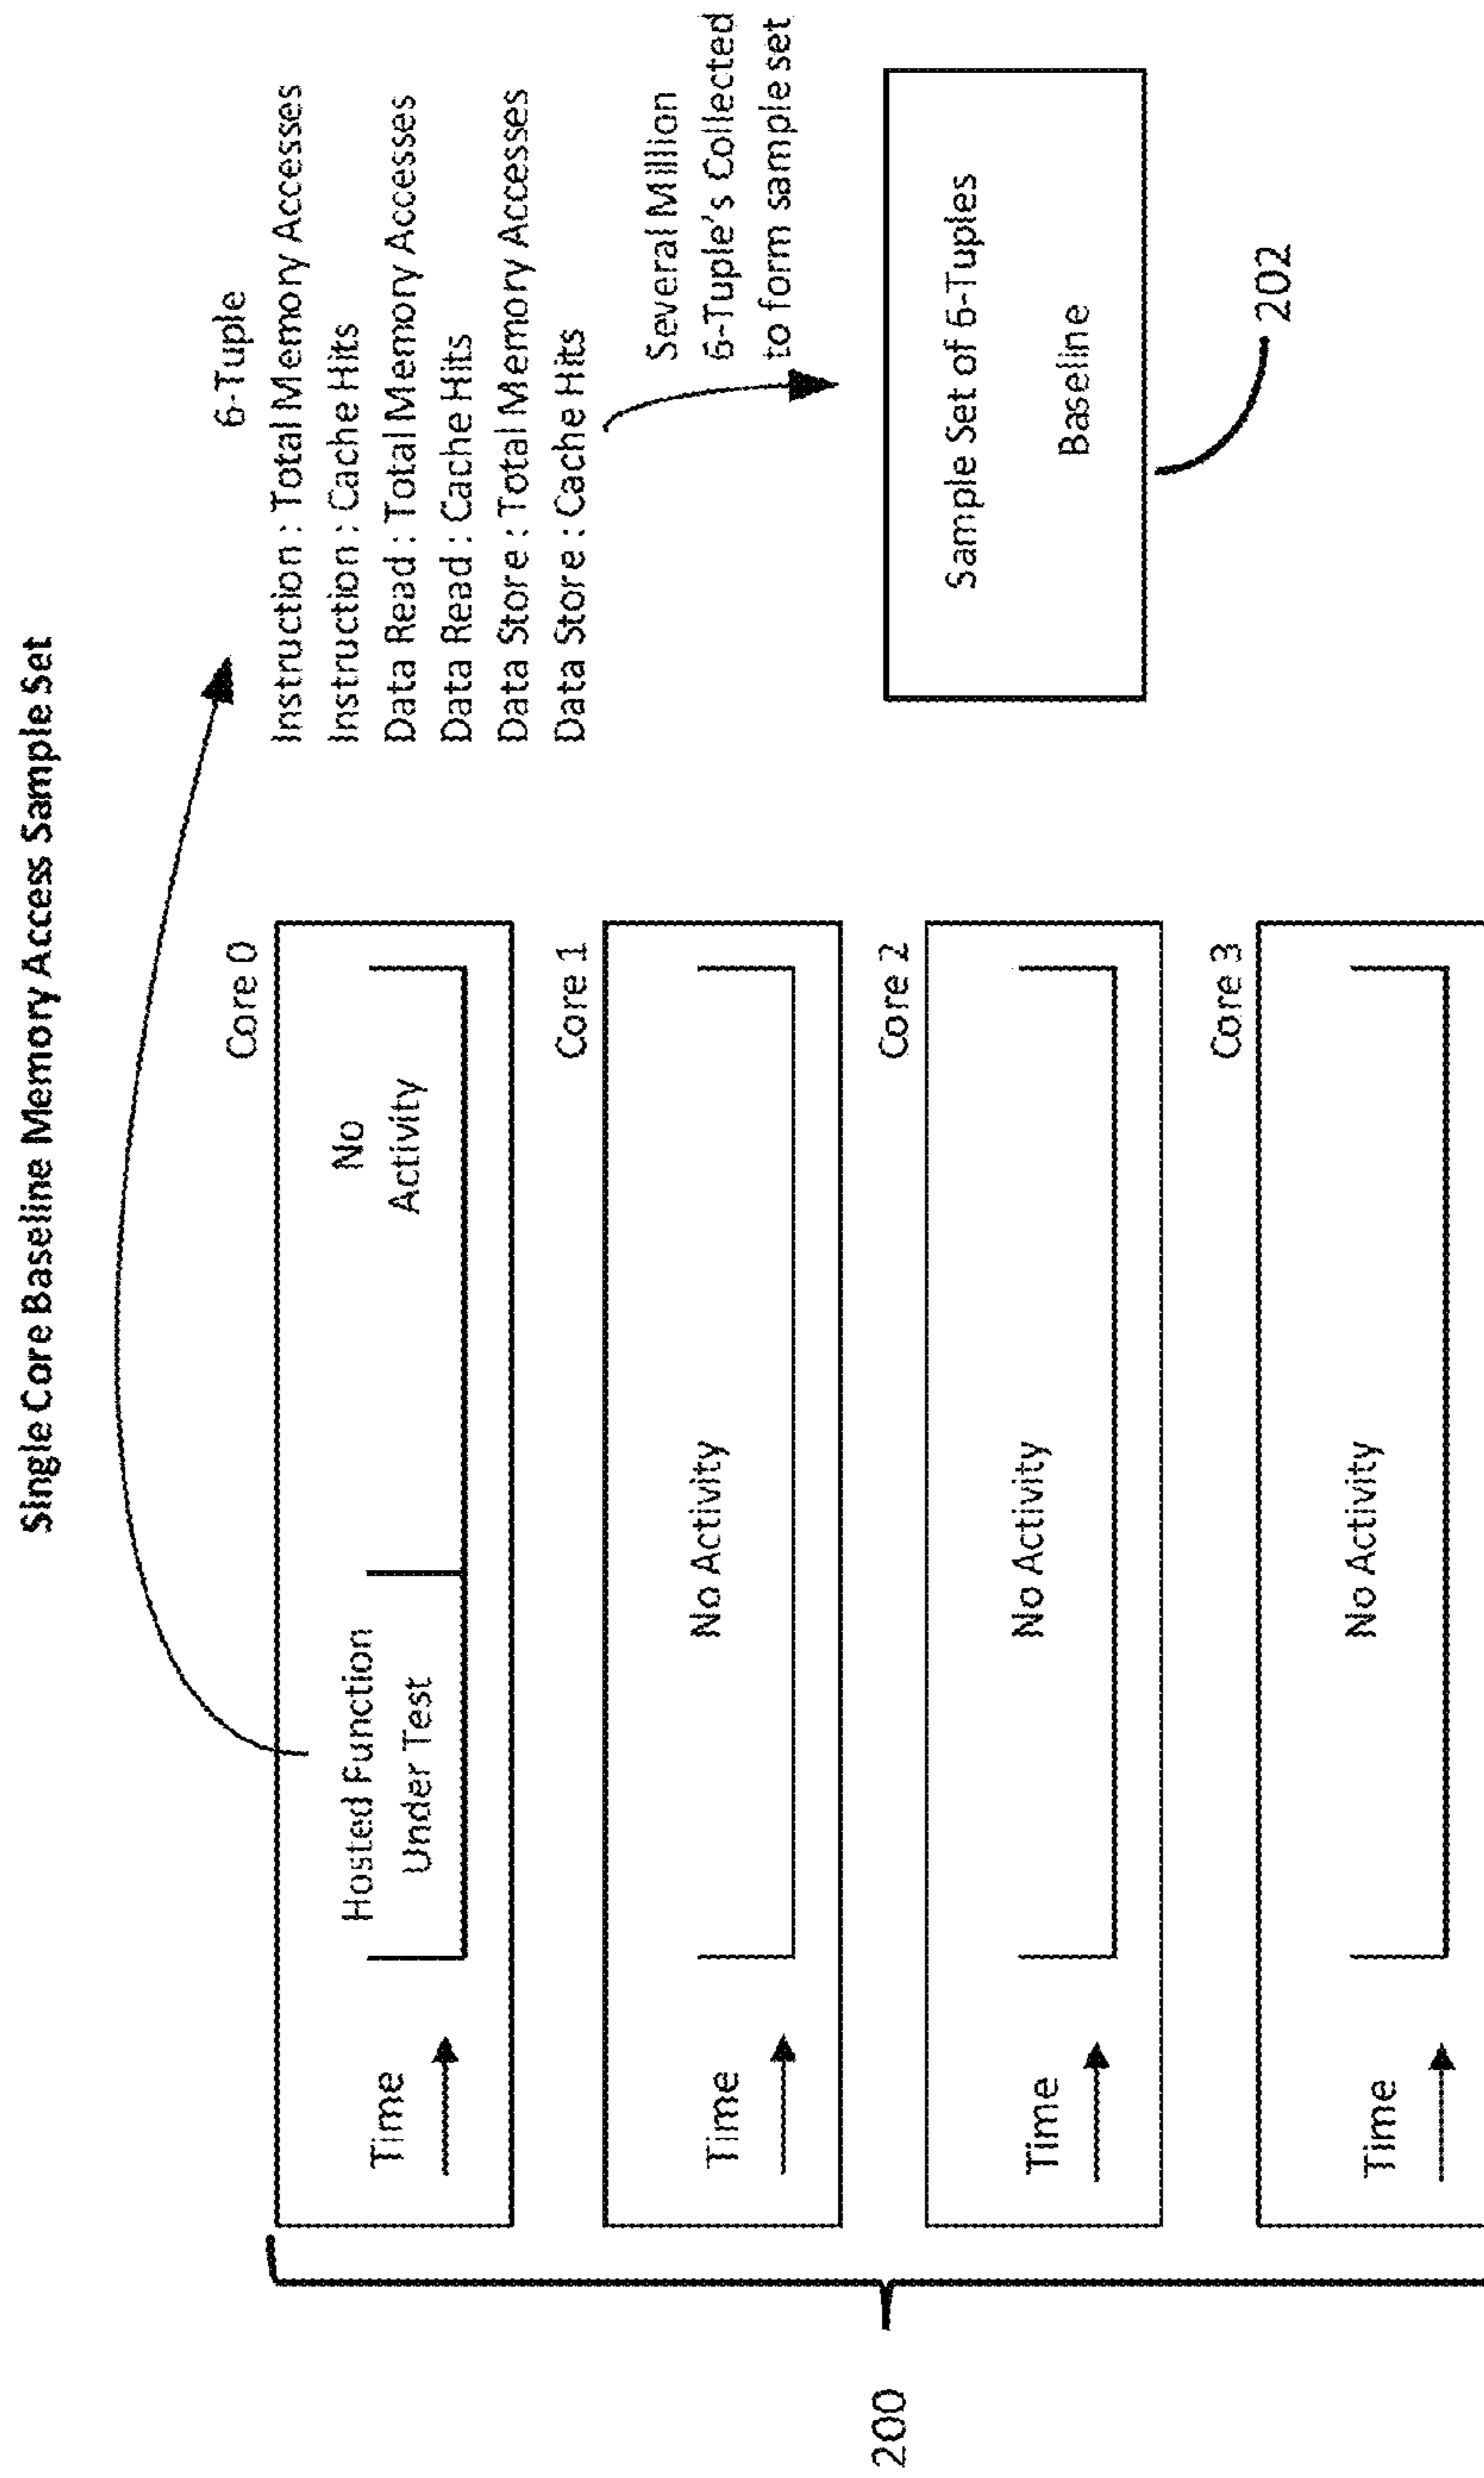 Single Core Baseline Memory Access Sample Set
Core 0
Time
Hosted Function
Under Test
No
Activity
Core 1
Time
No Activity
Core 2
Time
No Activity
Core 3
Time
No Activity
200
6-Tuple
Instruction : Total Memory Accesses
Instruction : Cache Hits
Data Read : Total Memory Accesses
Data Read : Cache Hits
Data Store : Total Memory Accesses
Data Store : Cache Hits
Several Million
6-Tuple's Collected
to form sample set
Sample Set of 6-Tuples
Baseline
202